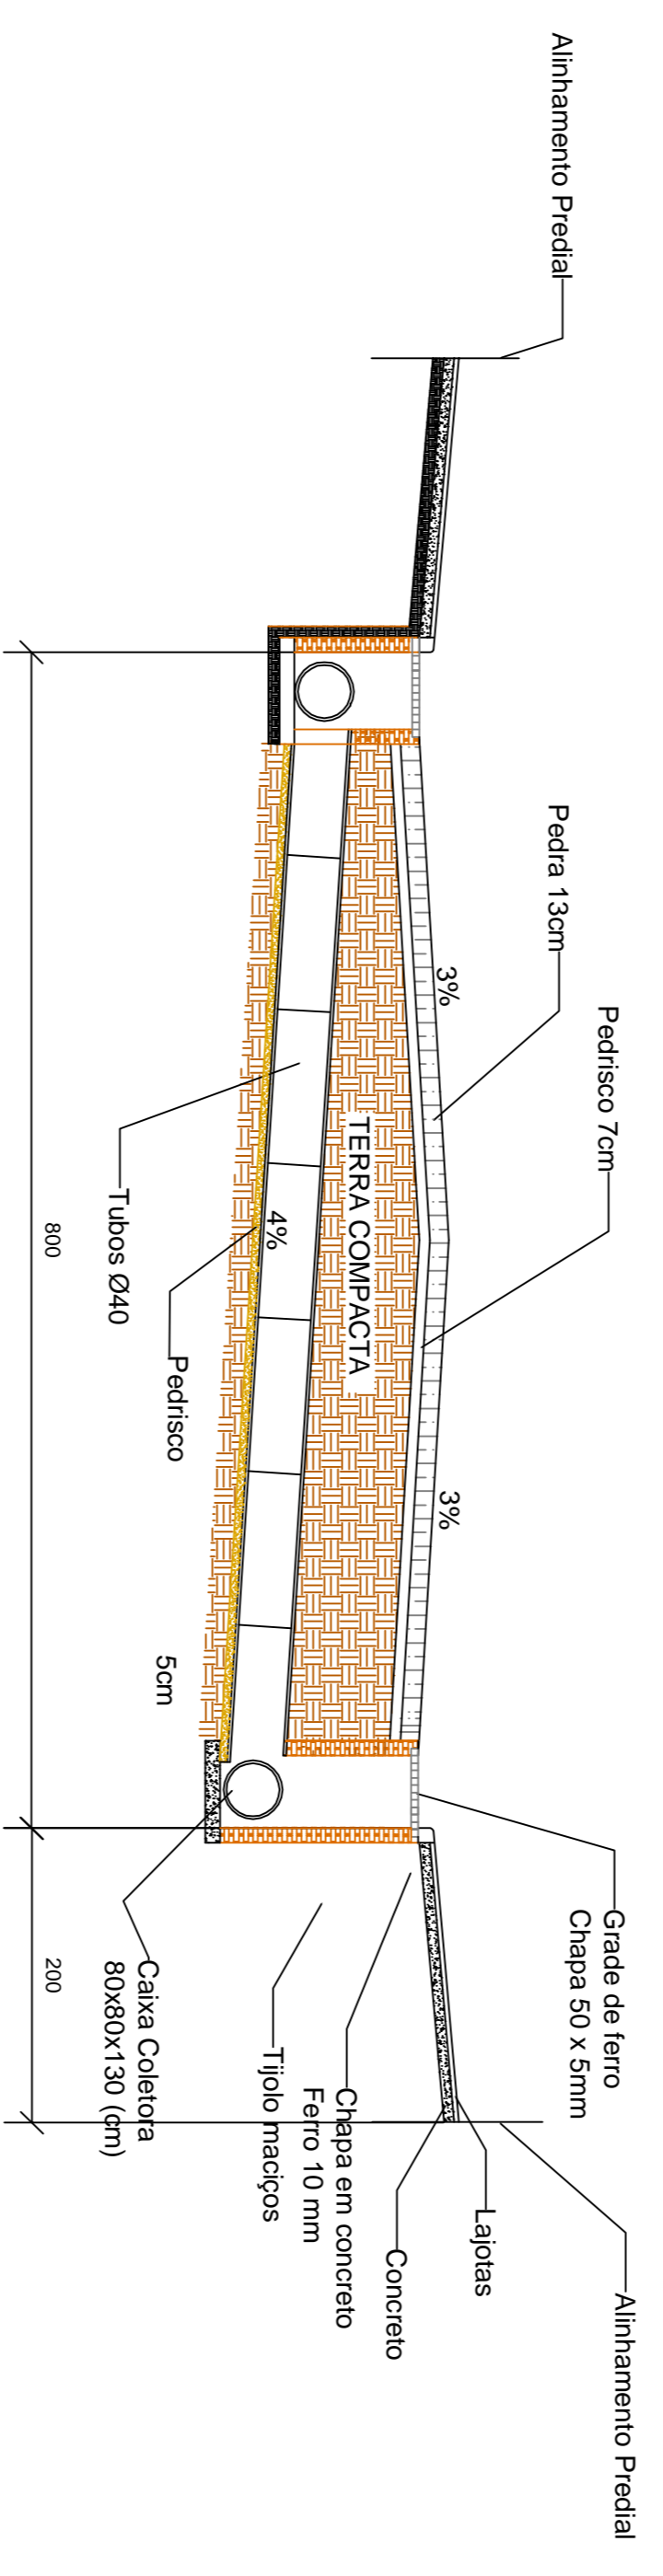 Alinhamento Predial
Pedra 13cm
Pedrisco 7cm
3%
3%
TERRA COMPACTA
4%
Tubos Ø40
Pedrisco
5cm
800
200
Grade de ferro
Chapa 50 x 5mm
Alinhamento Predial
Lajotas
Concreto
Chapa em concreto
Ferro 10 mm
Tijolo maciços
Caixa Coletora
80x80x130 (cm)